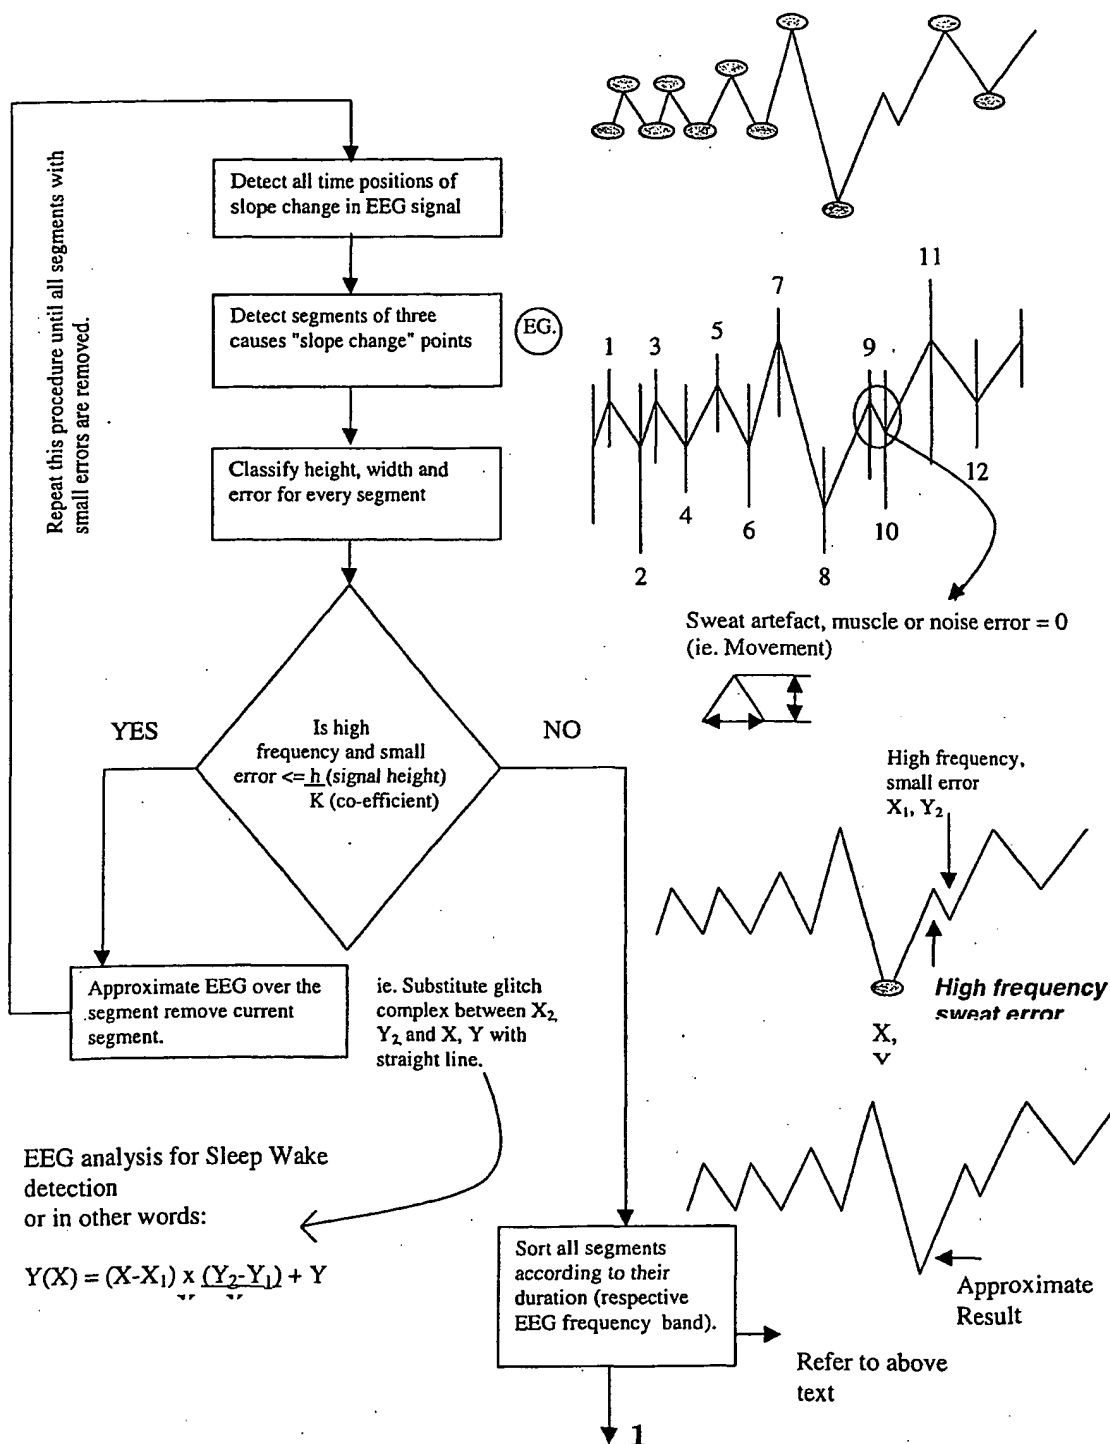 Repeat this procedure until all segments with
small errors are removed.
Detect all time positions of
slope change in EEG signal
Detect segments of three
causes "slope change" points
EG.
Classify height, width and
error for every segment
1
3
5
7
9
11
2
4
6
8
10
12
Sweat artefact, muscle or noise error = 0
(ie. Movement)
YES
NO
Is high
frequency and small
error <= h (signal height)
K (co-efficient)
High frequency,
small error
X₁, Y₂
High frequency
sweat error
X,
Approximate EEG over the
segment remove current
segment.
ie. Substitute glitch
complex between X₂,
Y₂ and X, Y with
straight line.
EEG analysis for Sleep Wake
detection
or in other words:
Y(X) = (X-X₁) x (Y₂-Y₁) + Y
Sort all segments
according to their
duration (respective
EEG frequency band).
Approximate
Result
Refer to above
text
1